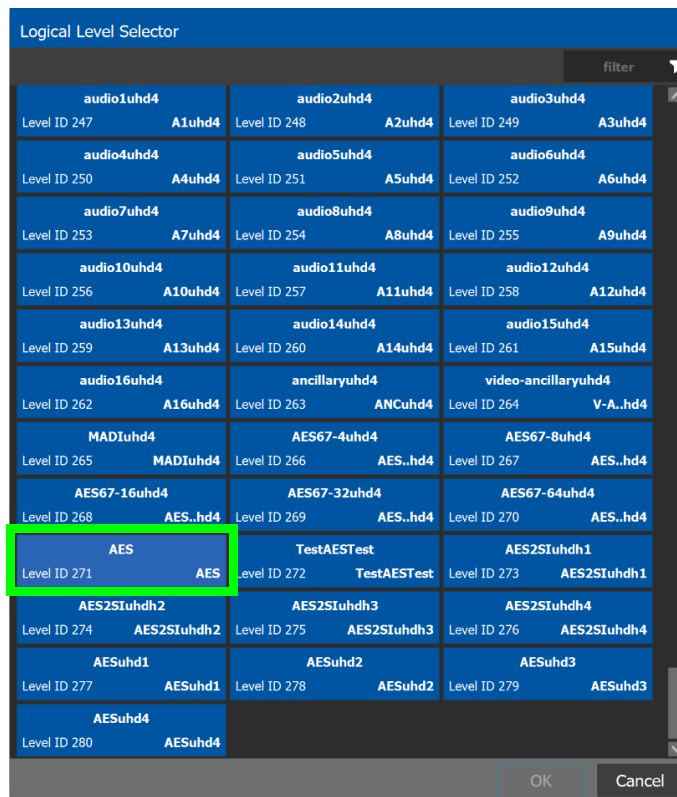 Logical Level Selector
filter
audio1uhd4 audio2uhd4 audio3uhd4
Level ID 247 A1uhd4 Level ID 248 A2uhd4 Level ID 249 A3uhd4
audio4uhd4 audio5uhd4 audio6uhd4
Level ID 250 A4uhd4 Level ID 251 A5uhd4 Level ID 252 A6uhd4
audio7uhd4 audio8uhd4 audio9uhd4
Level ID 253 A7uhd4 Level ID 254 A8uhd4 Level ID 255 A9uhd4
audio10uhd4 audio11uhd4 audio12uhd4
Level ID 256 A10uhd4 Level ID 257 A11uhd4 Level ID 258 A12uhd4
audio13uhd4 audio14uhd4 audio15uhd4
Level ID 259 A13uhd4 Level ID 260 A14uhd4 Level ID 261 A15uhd4
audio16uhd4 ancillaryuhd4 video-ancillaryuhd4
Level ID 262 A16uhd4 Level ID 263 ANCuhd4 Level ID 264 V-A..hd4
MADIuhd4 AES67-4uhd4 AES67-8uhd4
Level ID 265 MADIuhd4 Level ID 266 AES..hd4 Level ID 267 AES..hd4
AES67-16uhd4 AES67-32uhd4 AES67-64uhd4
Level ID 268 AES..hd4 Level ID 269 AES..hd4 Level ID 270 AES..hd4
AES TestAESTest AES2SIuhdh1
Level ID 271 AES Level ID 272 TestAESTest Level ID 273 AES2SIuhdh1
AES2SIuhdh2 AES2SIuhdh3 AES2SIuhdh4
Level ID 274 AES2SIuhdh2 Level ID 275 AES2SIuhdh3 Level ID 276 AES2SIuhdh4
AESuhd1 AESuhd2 AESuhd3
Level ID 277 AESuhd1 Level ID 278 AESuhd2 Level ID 279 AESuhd3
AESuhd4
Level ID 280 AESuhd4
OK Cancel